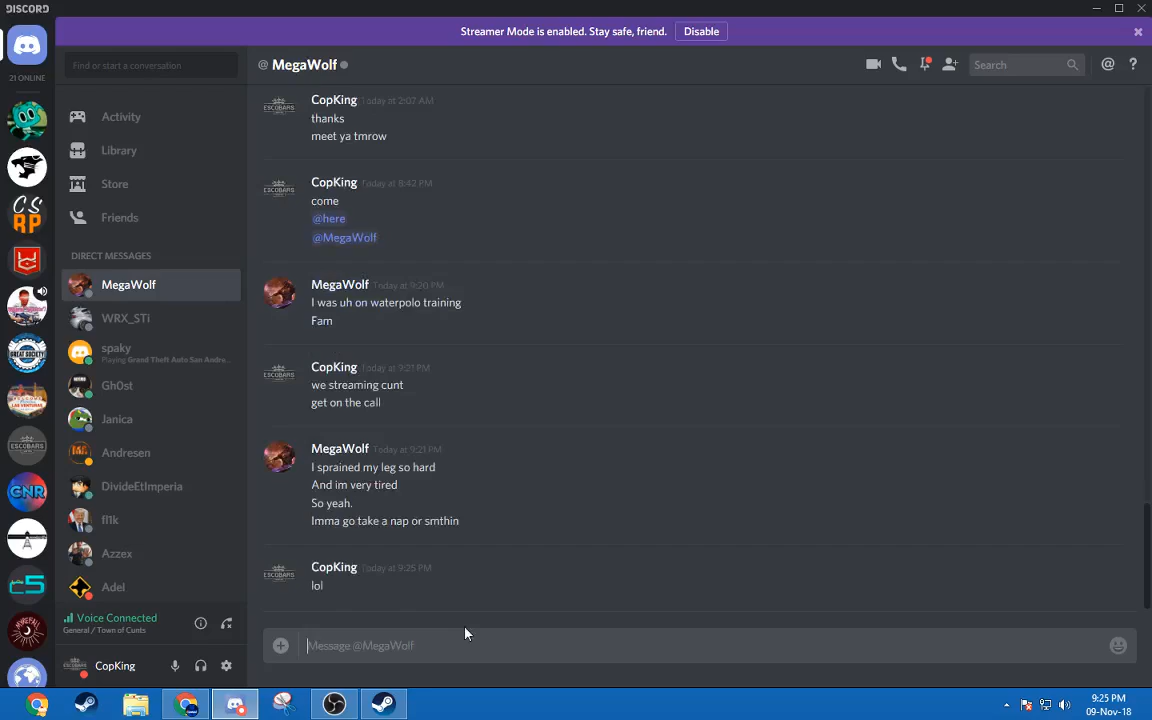 DISCORD
Streamer Mode is enabled. Stay safe, friend.
Disable
21 ONLINE
Find or start a conversation
@ MegaWolf
Search
Activity
Library
Store
Friends
DIRECT MESSAGES
MegaWolf
WRX_STi
spaky
Playing Grand Theft Auto San Andre...
Gh0st
Janica
Andresen
DivideEtImperia
fl1k
Azzex
Adel
Voice Connected
General / Town of Cunts
CopKing
CSRP
GREAT SOCIETY
ESCOBARS
CNR
C5
CopKing Today at 2:07 AM
thanks
meet ya tmrow
CopKing Today at 8:42 PM
come
@here
@MegaWolf
MegaWolf Today at 9:20 PM
I was uh on waterpolo training
Fam
CopKing Today at 9:21 PM
we streaming cunt
get on the call
MegaWolf Today at 9:21 PM
I sprained my leg so hard
And im very tired
So yeah.
Imma go take a nap or smthin
CopKing Today at 9:25 PM
lol
Message @MegaWolf
9:25 PM
09-Nov-18